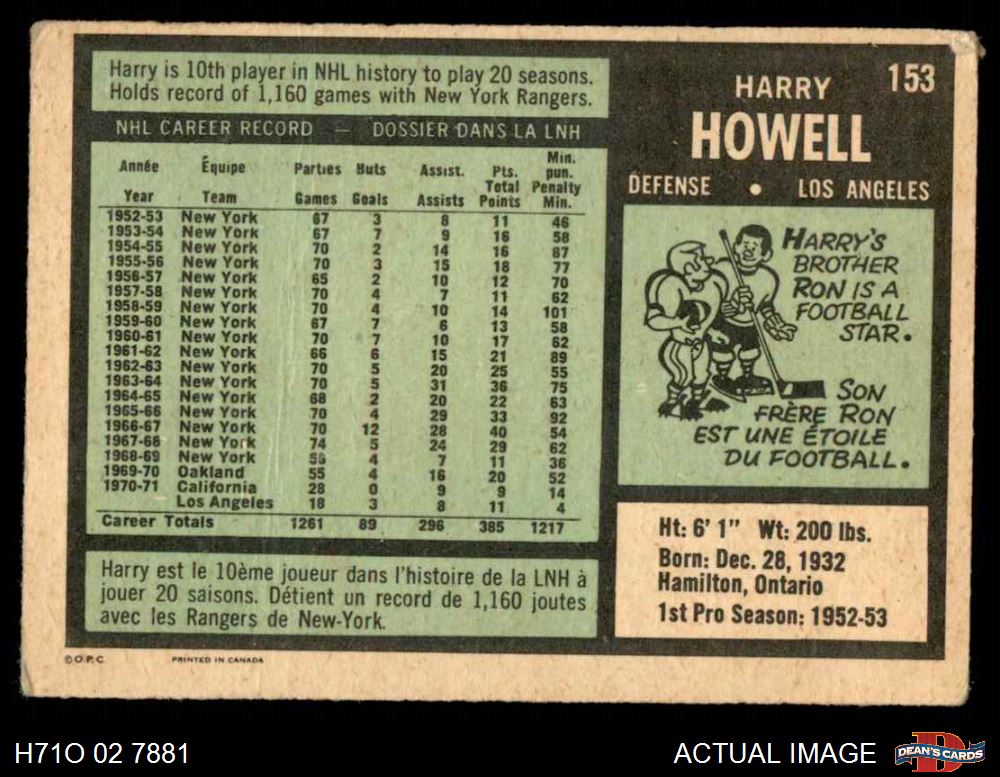 Harry is 10th player in NHL history to play 20 seasons.
Holds record of 1,160 games with New York Rangers.
NHL CAREER RECORD — DOSSIER DANS LA LNH
Année Équipe Parties Buts Assist. Pts. Min. pun.
Year Team Games Goals Assists Total Points Penalty Min.
1952-53 New York 67 3 8 11 46
1953-54 New York 67 7 9 16 58
1954-55 New York 70 2 14 16 87
1955-56 New York 70 3 15 18 77
1956-57 New York 65 2 10 12 70
1957-58 New York 70 4 7 11 62
1958-59 New York 70 4 10 14 101
1959-60 New York 67 7 6 13 58
1960-61 New York 70 7 10 17 62
1961-62 New York 66 6 15 21 89
1962-63 New York 70 5 20 25 55
1963-64 New York 70 5 31 36 75
1964-65 New York 68 2 20 22 63
1965-66 New York 70 4 29 33 92
1966-67 New York 70 12 28 40 54
1967-68 New York 74 5 24 29 62
1968-69 New York 4 7 11 36
1969-70 Oakland 55 4 16 20 52
1970-71 California 28 0 9 9 14
Los Angeles 18 3 8 11 4
Career Totals 1261 89 296 385 1217
Harry est le 10ème joueur dans l'histoire de la LNH à
jouer 20 saisons. Détient un record de 1,160 joutes
avec les Rangers de New-York.
© O.P.C. PRINTED IN CANADA
153
HARRY
HOWELL
DEFENSE • LOS ANGELES
HARRY'S
BROTHER
RON IS A
FOOTBALL
STAR.
SON
FRÈRE RON
EST UNE ÉTOILE
DU FOOTBALL.
Ht: 6' 1" Wt: 200 lbs.
Born: Dec. 28, 1932
Hamilton, Ontario
1st Pro Season: 1952-53
H71O 02 7881
ACTUAL IMAGE
DEAN'S CARDS